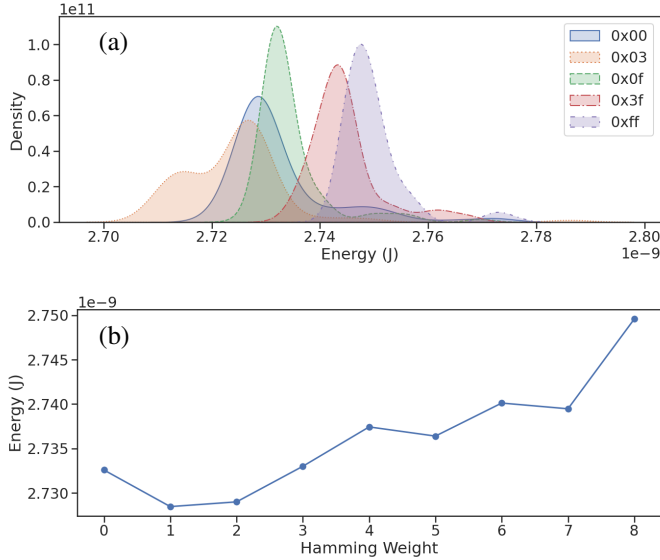 1e11
(a)
0x00
0x03
0x0f
0x3f
0xff
Density
1.0
0.8
0.6
0.4
0.2
0.0
2.70 2.72 2.74 2.76 2.78 2.80
Energy (J)
1e−9
1e−9
(b)
Energy (J)
2.750
2.745
2.740
2.735
2.730
0 1 2 3 4 5 6 7 8
Hamming Weight